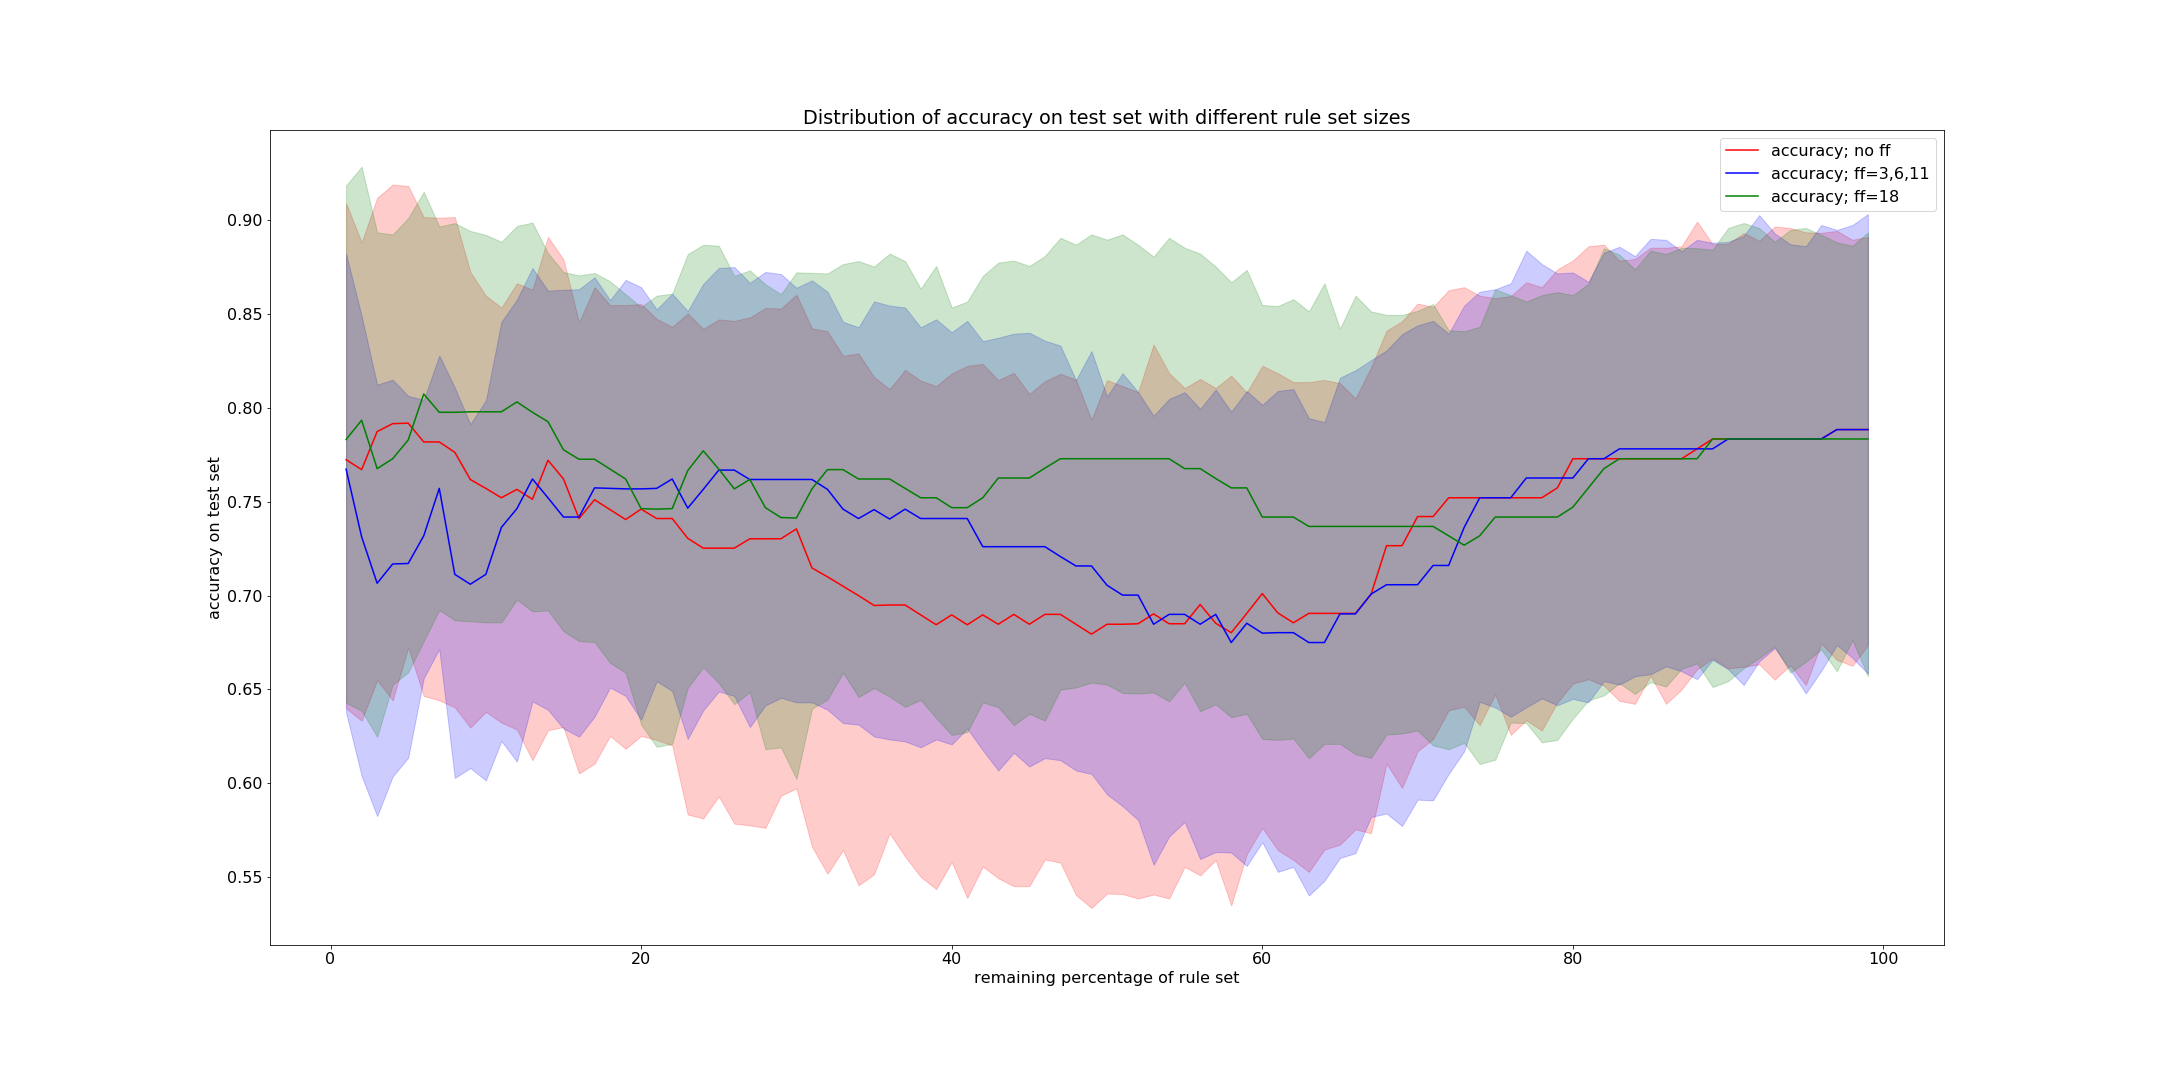 Distribution of accuracy on test set with different rule set sizes
accuracy; no ff
accuracy; ff=3,6,11
accuracy; ff=18
accuracy on test set
0.90
0.85
0.80
0.75
0.70
0.65
0.60
0.55
0 20 40 60 80 100
remaining percentage of rule set